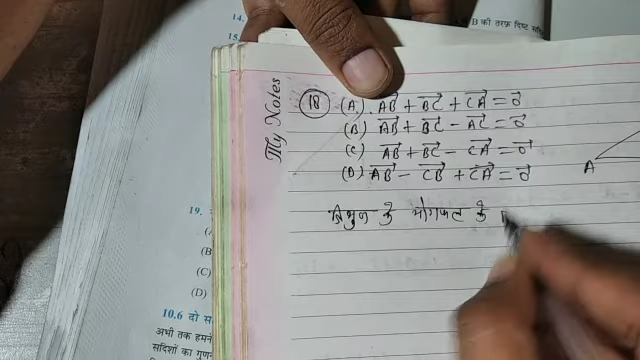 14.
B की तरफ़ दिष्ट
15.
My Notes
18 (A) . AB⃗ + BC⃗ + CA⃗ = 0⃗
(B) AB⃗ + BC⃗ - AC⃗ = 0⃗
(C) AB⃗ + BC⃗ - CA⃗ = 0⃗
(D) AB⃗ - CB⃗ + CA⃗ = 0⃗
A
त्रिभुज के योगफल के
19.
(B
(C)
(D)
10.6 दो
अभी तक हमने
सदिशों का